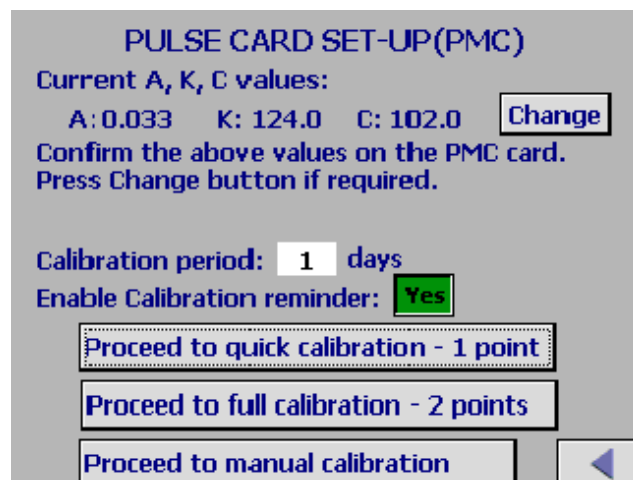 PULSE CARD SET-UP(PMC)
Current A, K, C values:
A:0.033 K: 124.0 C: 102.0 Change
Confirm the above values on the PMC card.
Press Change button if required.
Calibration period: 1 days
Enable Calibration reminder: Yes
Proceed to quick calibration - 1 point
Proceed to full calibration - 2 points
Proceed to manual calibration